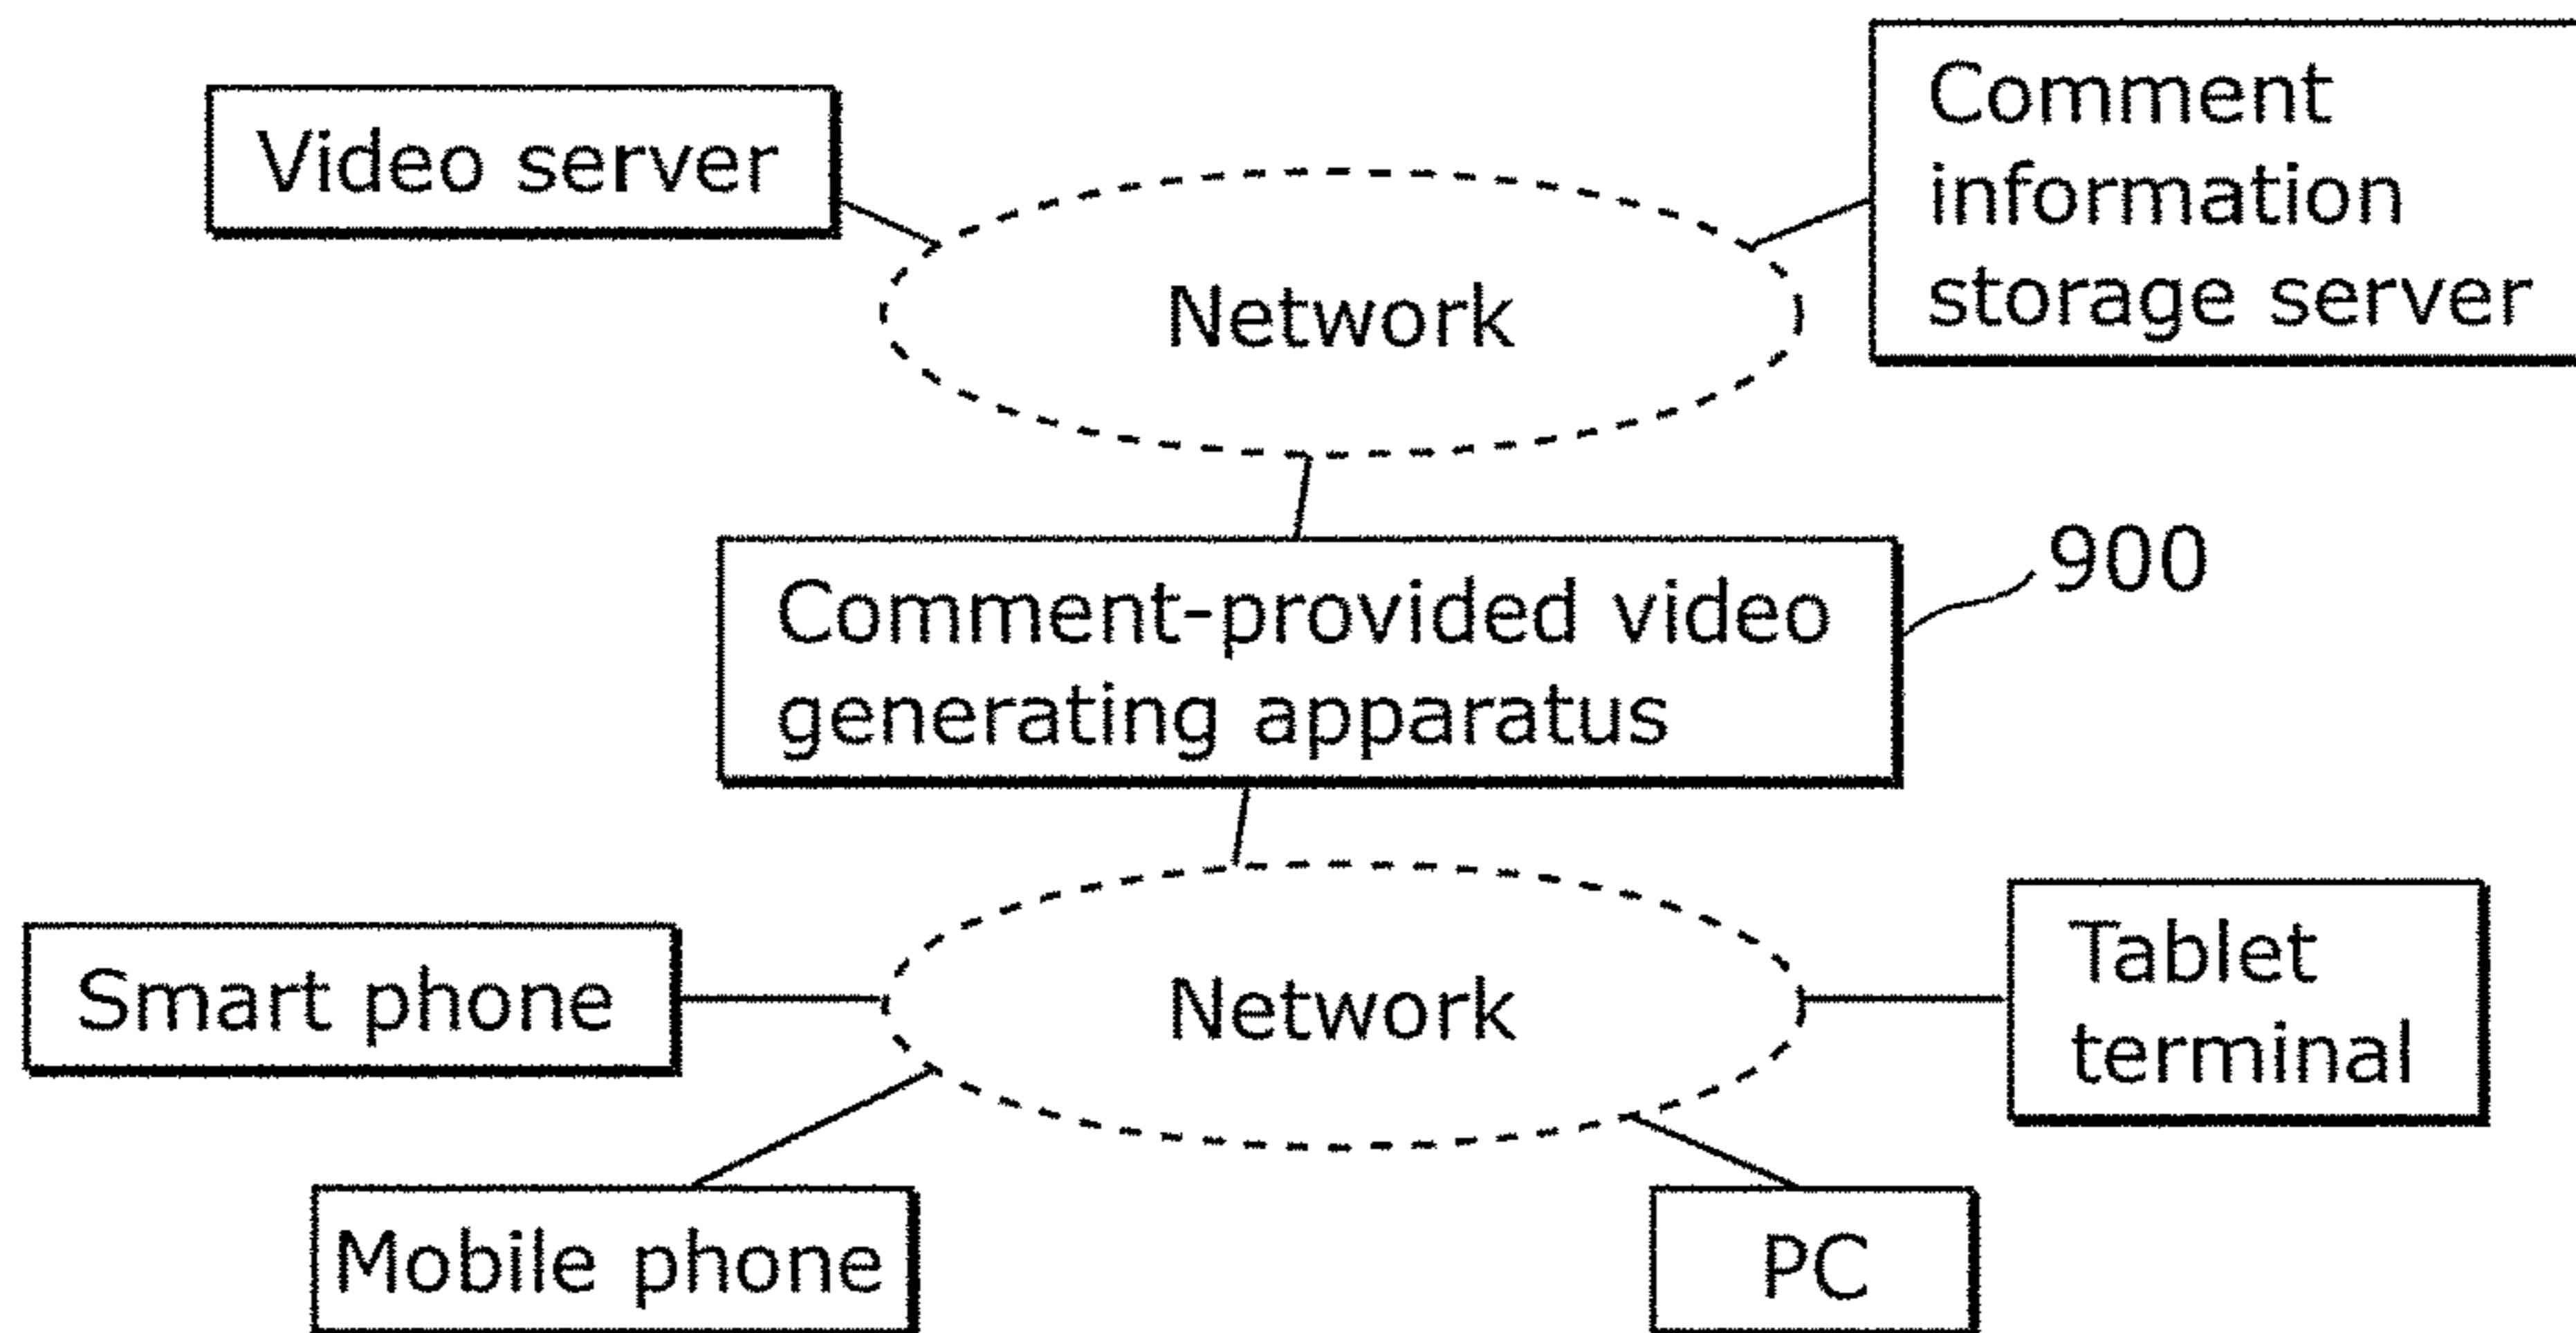 Video server
Comment
information
storage server
Network
Comment-provided video
generating apparatus
900
Smart phone
Network
Tablet
terminal
Mobile phone
PC